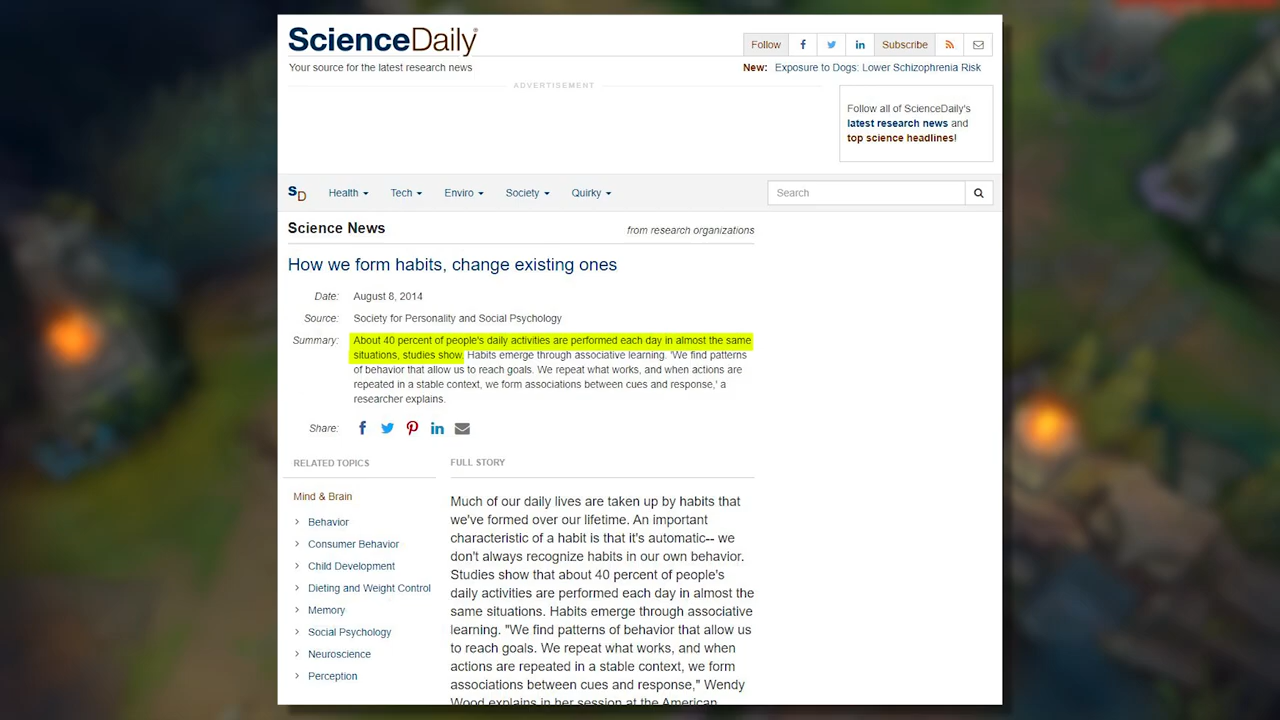 ScienceDaily®
Follow
Subscribe
Your source for the latest research news
New: Exposure to Dogs: Lower Schizophrenia Risk
ADVERTISEMENT
Follow all of ScienceDaily's
latest research news and
top science headlines!
SD
Health
Tech
Enviro
Society
Quirky
Search
Science News
from research organizations
How we form habits, change existing ones
Date: August 8, 2014
Source: Society for Personality and Social Psychology
Summary: About 40 percent of people's daily activities are performed each day in almost the same
situations, studies show. Habits emerge through associative learning. 'We find patterns
of behavior that allow us to reach goals. We repeat what works, and when actions are
repeated in a stable context, we form associations between cues and response,' a
researcher explains.
Share:
RELATED TOPICS
Mind & Brain
Behavior
Consumer Behavior
Child Development
Dieting and Weight Control
Memory
Social Psychology
Neuroscience
Perception
FULL STORY
Much of our daily lives are taken up by habits that
we've formed over our lifetime. An important
characteristic of a habit is that it's automatic-- we
don't always recognize habits in our own behavior.
Studies show that about 40 percent of people's
daily activities are performed each day in almost the
same situations. Habits emerge through associative
learning. "We find patterns of behavior that allow us
to reach goals. We repeat what works, and when
actions are repeated in a stable context, we form
associations between cues and response," Wendy
Wood explains in her session at the American